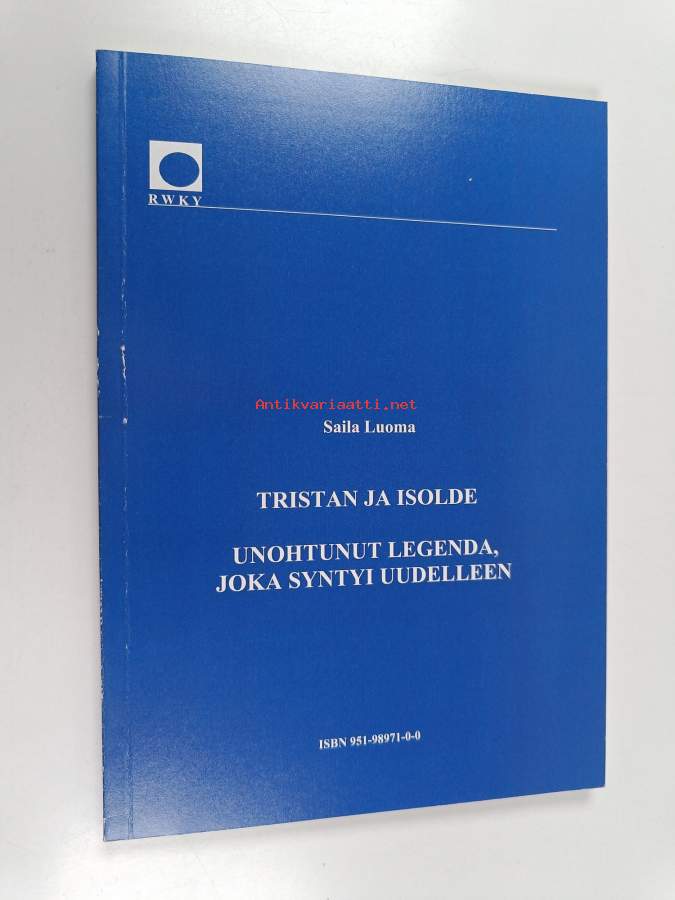 RWKY
Antikvariaatti.net
Saila Luoma
TRISTAN JA ISOLDE
UNOHTUNUT LEGENDA,
JOKA SYNTYI UUDELLEEN
ISBN 951-98971-0-0